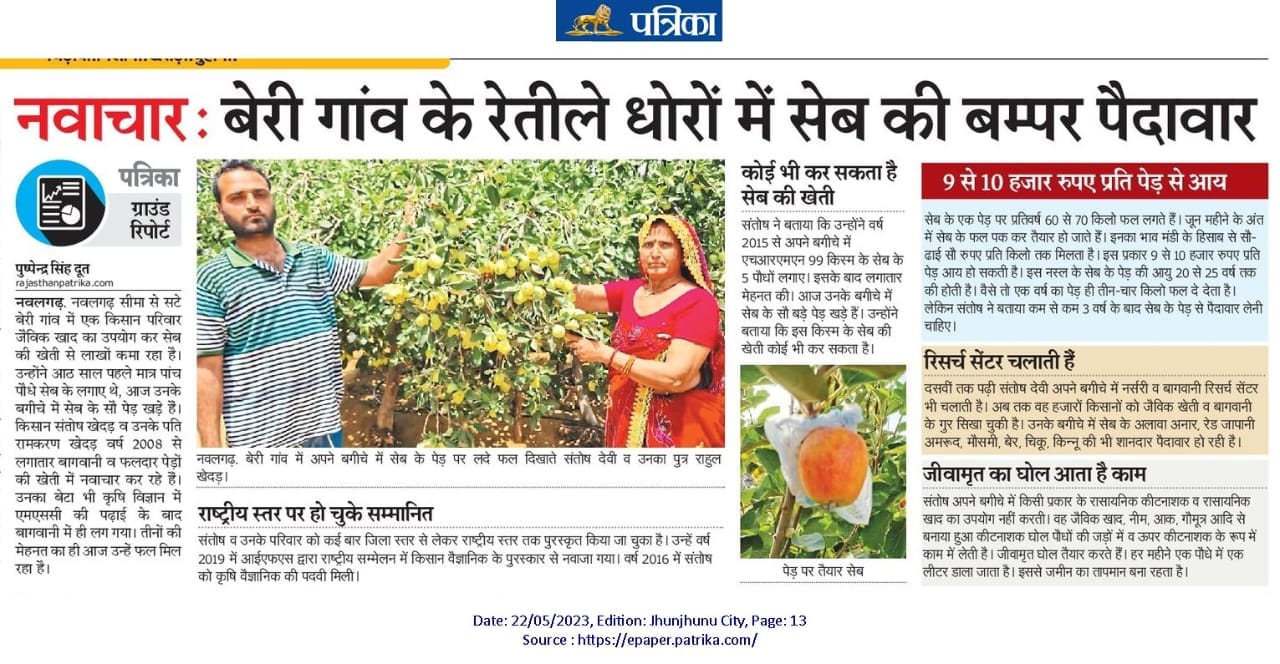 पत्रिका
नवाचार : बेरी गांव के रेतीले धोरों में सेब की बम्पर पैदावार
पत्रिका
ग्राउंड
रिपोर्ट
पुष्पेन्द्र सिंह दूत
rajasthanpatrika.com
नवलगढ़. नवलगढ़ सीमा से सटे
बेरी गांव में एक किसान परिवार
जैविक खाद का उपयोग कर सेब
की खेती से लाखों कमा रहा है।
उन्होंने आठ साल पहले मात्र पांच
पौधे सेब के लगाए थे, आज उनके
बगीचे में सेब के सौ पेड़ खड़े हैं।
किसान संतोष खेदड़ व उनके पति
रामकरण खेदड़ वर्ष 2008 से
लगातार बागवानी व फलदार पेड़ों
की खेती में नवाचार कर रहे हैं।
उनका बेटा भी कृषि विज्ञान में
एमएससी की पढ़ाई के बाद
बागवानी में ही लग गया। तीनों की
मेहनत का ही आज उन्हें फल मिल
रहा है।
नवलगढ़. बेरी गांव में अपने बगीचे में सेब के पेड़ पर लदे फल दिखाते संतोष देवी व उनका पुत्र राहुल
खेदड़।
राष्ट्रीय स्तर पर हो चुके सम्मानित
संतोष व उनके परिवार को कई बार जिला स्तर से लेकर राष्ट्रीय स्तर तक पुरस्कृत किया जा चुका है। उन्हें वर्ष
2019 में आईएफएस द्वारा राष्ट्रीय सम्मेलन में किसान वैज्ञानिक के पुरस्कार से नवाजा गया। वर्ष 2016 में संतोष
को कृषि वैज्ञानिक की पदवी मिली।
कोई भी कर सकता है
सेब की खेती
संतोष ने बताया कि उन्होंने वर्ष
2015 से अपने बगीचे में
एचआरएमएन 99 किस्म के सेब के
5 पौधों लगाए। इसके बाद लगातार
मेहनत की। आज उनके बगीचे में
सेब के सौ बड़े पेड़ खड़े हैं। उन्होंने
बताया कि इस किस्म के सेब की
खेती कोई भी कर सकता है।
पेड़ पर तैयार सेब
9 से 10 हजार रुपए प्रति पेड़ से आय
सेब के एक पेड़ पर प्रतिवर्ष 60 से 70 किलो फल लगते हैं। जून महीने के अंत
में सेब के फल पक कर तैयार हो जाते हैं। इनका भाव मंडी के हिसाब से सौ-
ढाई सौ रुपए प्रति किलो तक मिलता है। इस प्रकार 9 से 10 हजार रुपए प्रति
पेड़ आय हो सकती है। इस नस्ल के सेब के पेड़ की आयु 20 से 25 वर्ष तक
की होती है। वैसे तो एक वर्ष का पेड़ ही तीन-चार किलो फल दे देता है।
लेकिन संतोष ने बताया कम से कम 3 वर्ष के बाद सेब के पेड़ से पैदावार लेनी
चाहिए।
रिसर्च सेंटर चलाती हैं
दसवीं तक पढ़ी संतोष देवी अपने बगीचे में नर्सरी व बागवानी रिसर्च सेंटर
भी चलाती है। अब तक वह हजारों किसानों को जैविक खेती व बागवानी
के गुर सिखा चुकी है। उनके बगीचे में सेब के अलावा अनार, रेड जापानी
अमरूद, मौसमी, बेर, चिकू, किन्नू की भी शानदार पैदावार हो रही है।
जीवामृत का घोल आता है काम
संतोष अपने बगीचे में किसी प्रकार के रासायनिक कीटनाशक व रासायनिक
खाद का उपयोग नहीं करती। वह जैविक खाद, नीम, आक, गौमूत्र आदि से
बनाया हुआ कीटनाशक घोल पौधों की जड़ों में व ऊपर कीटनाशक के रूप में
काम में लेती है। जीवामृत घोल तैयार करते हैं। हर महीने एक पौधे में एक
लीटर डाला जाता है। इससे जमीन का तापमान बना रहता है।
Date: 22/05/2023, Edition: Jhunjhunu City, Page: 13
Source : https://epaper.patrika.com/